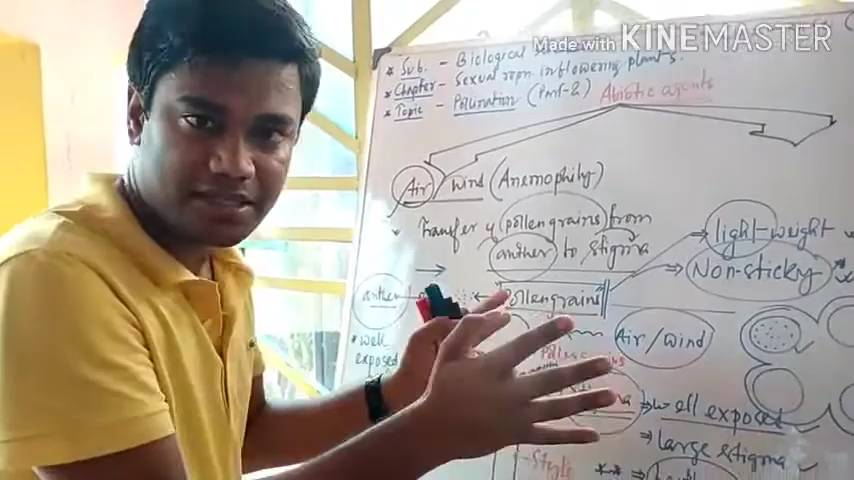 Made with KINEMASTER
* Sub. - Biological
* Chapter - Sexual repn. in flowering plants.
* Topic - Pollination (Part-2) Abiotic agents
Air / Wind (Anemophily)
Transfer of pollen grains from
anther to stigma
light-weight
Non-sticky
anther
Pollengrains
Air/wind
* well
exposed
well exposed
large stigma
Style